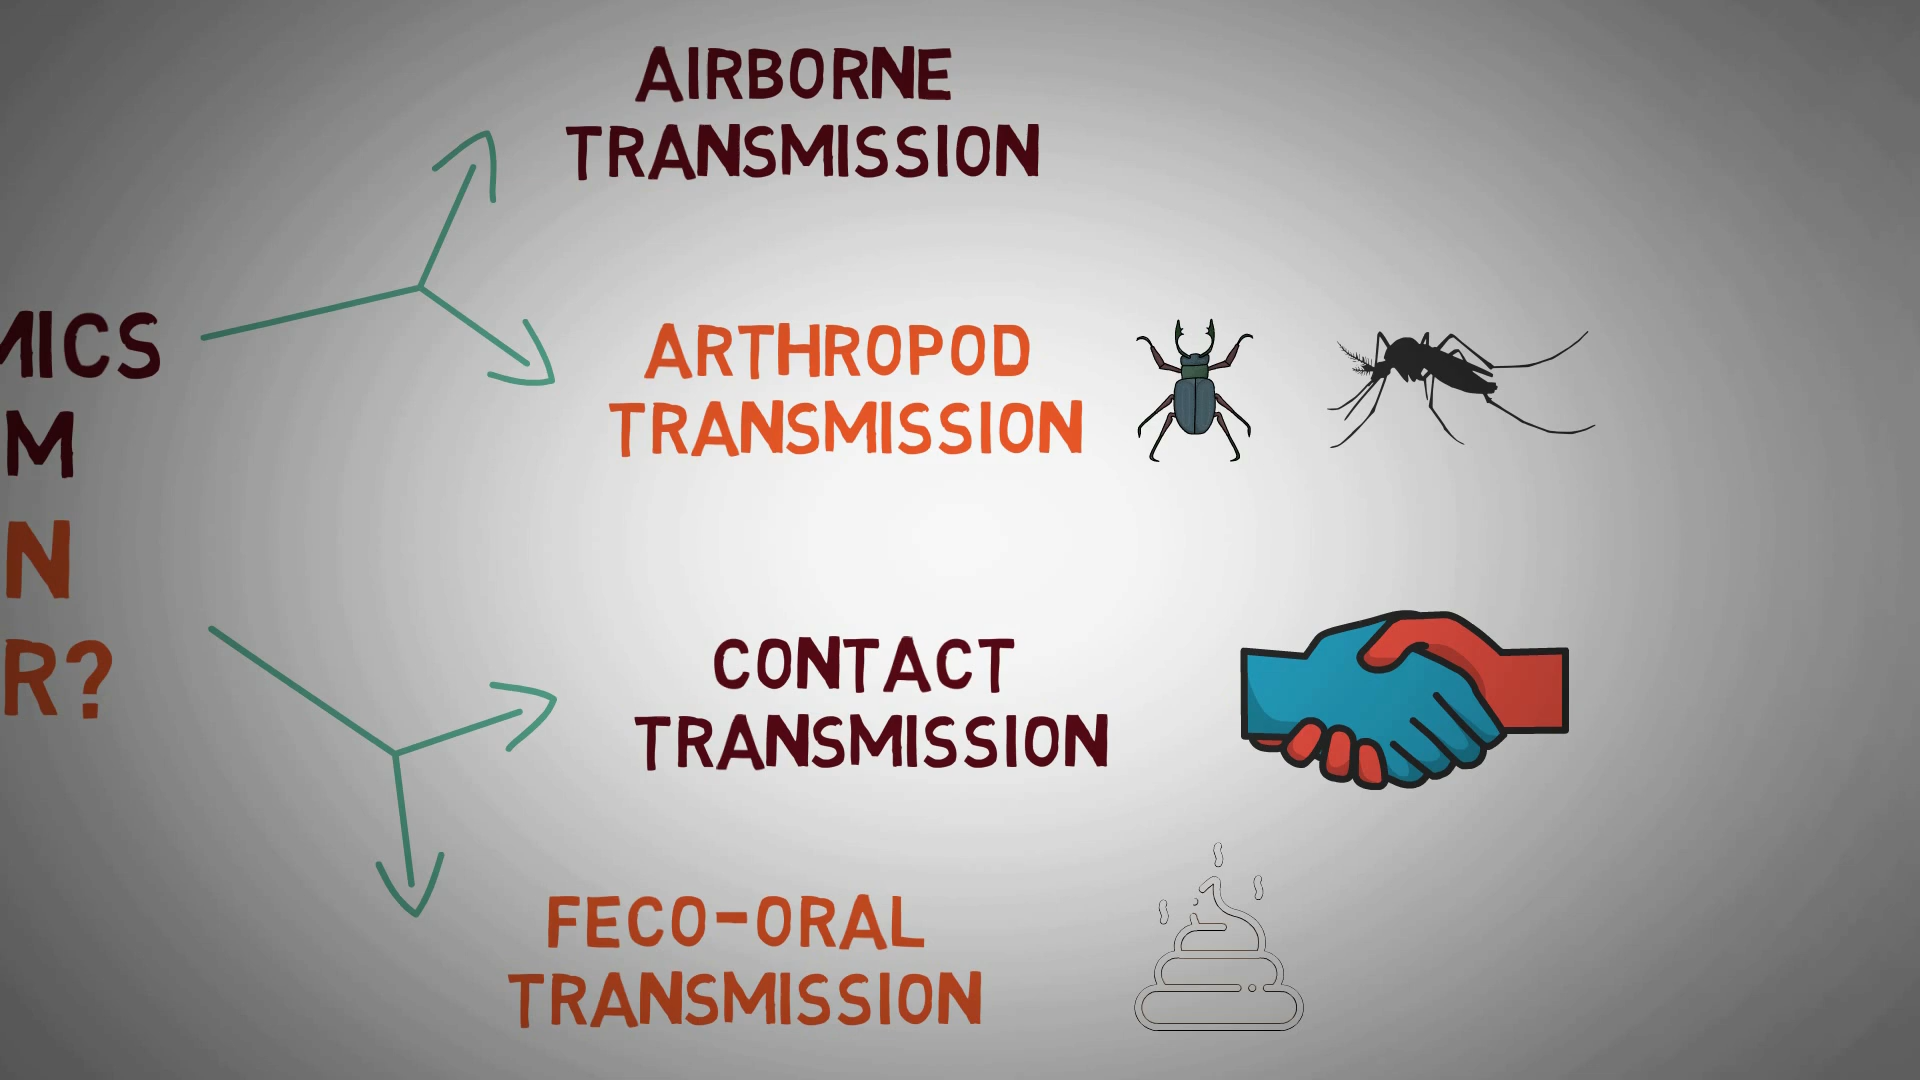 AIRBORNE
TRANSMISSION
MICS
M
N
R?
ARTHROPOD
TRANSMISSION
CONTACT
TRANSMISSION
FECO-ORAL
TRANSMISSION